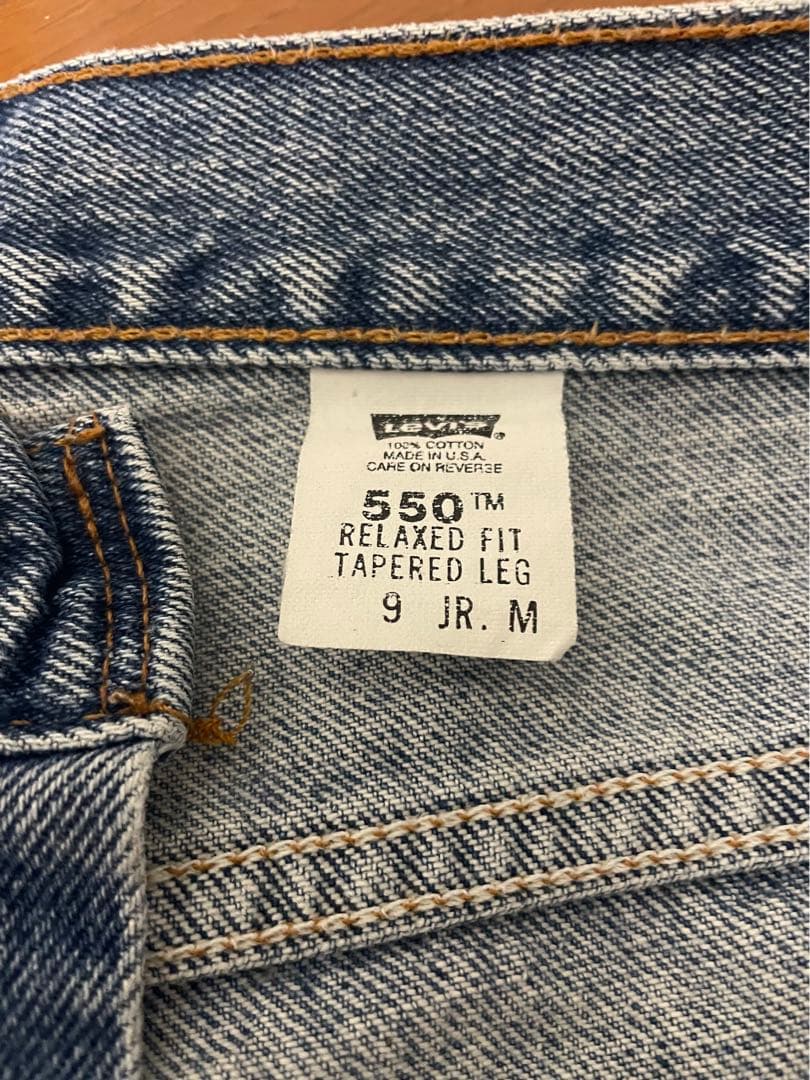 LEVI'S®
100% COTTON
MADE IN U.S.A.
CARE ON REVERSE
550™
RELAXED FIT
TAPERED LEG
9 JR. M